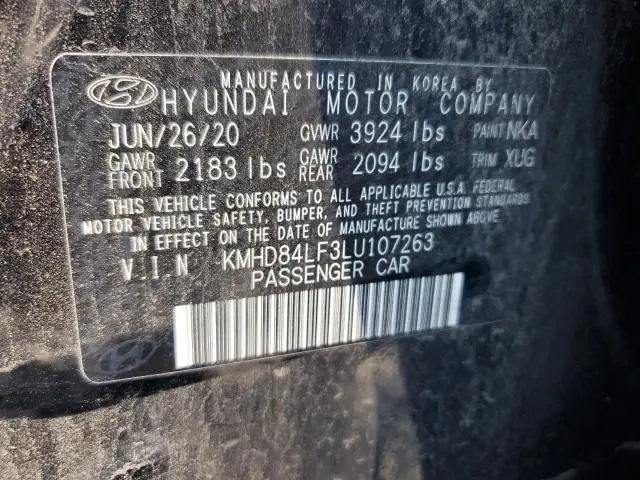 MANUFACTURED IN KOREA BY
HYUNDAI MOTOR COMPANY
JUN/26/20 GVWR 3924 lbs PAINT NKA
GAWR FRONT 2183 lbs GAWR REAR 2094 lbs TRIM XUG
THIS VEHICLE CONFORMS TO ALL APPLICABLE U.S.A. FEDERAL
MOTOR VEHICLE SAFETY, BUMPER, AND THEFT PREVENTION STANDARDS
IN EFFECT ON THE DATE OF MANUFACTURE SHOWN ABOVE.
V I N KMHD84LF3LU107263
PASSENGER CAR